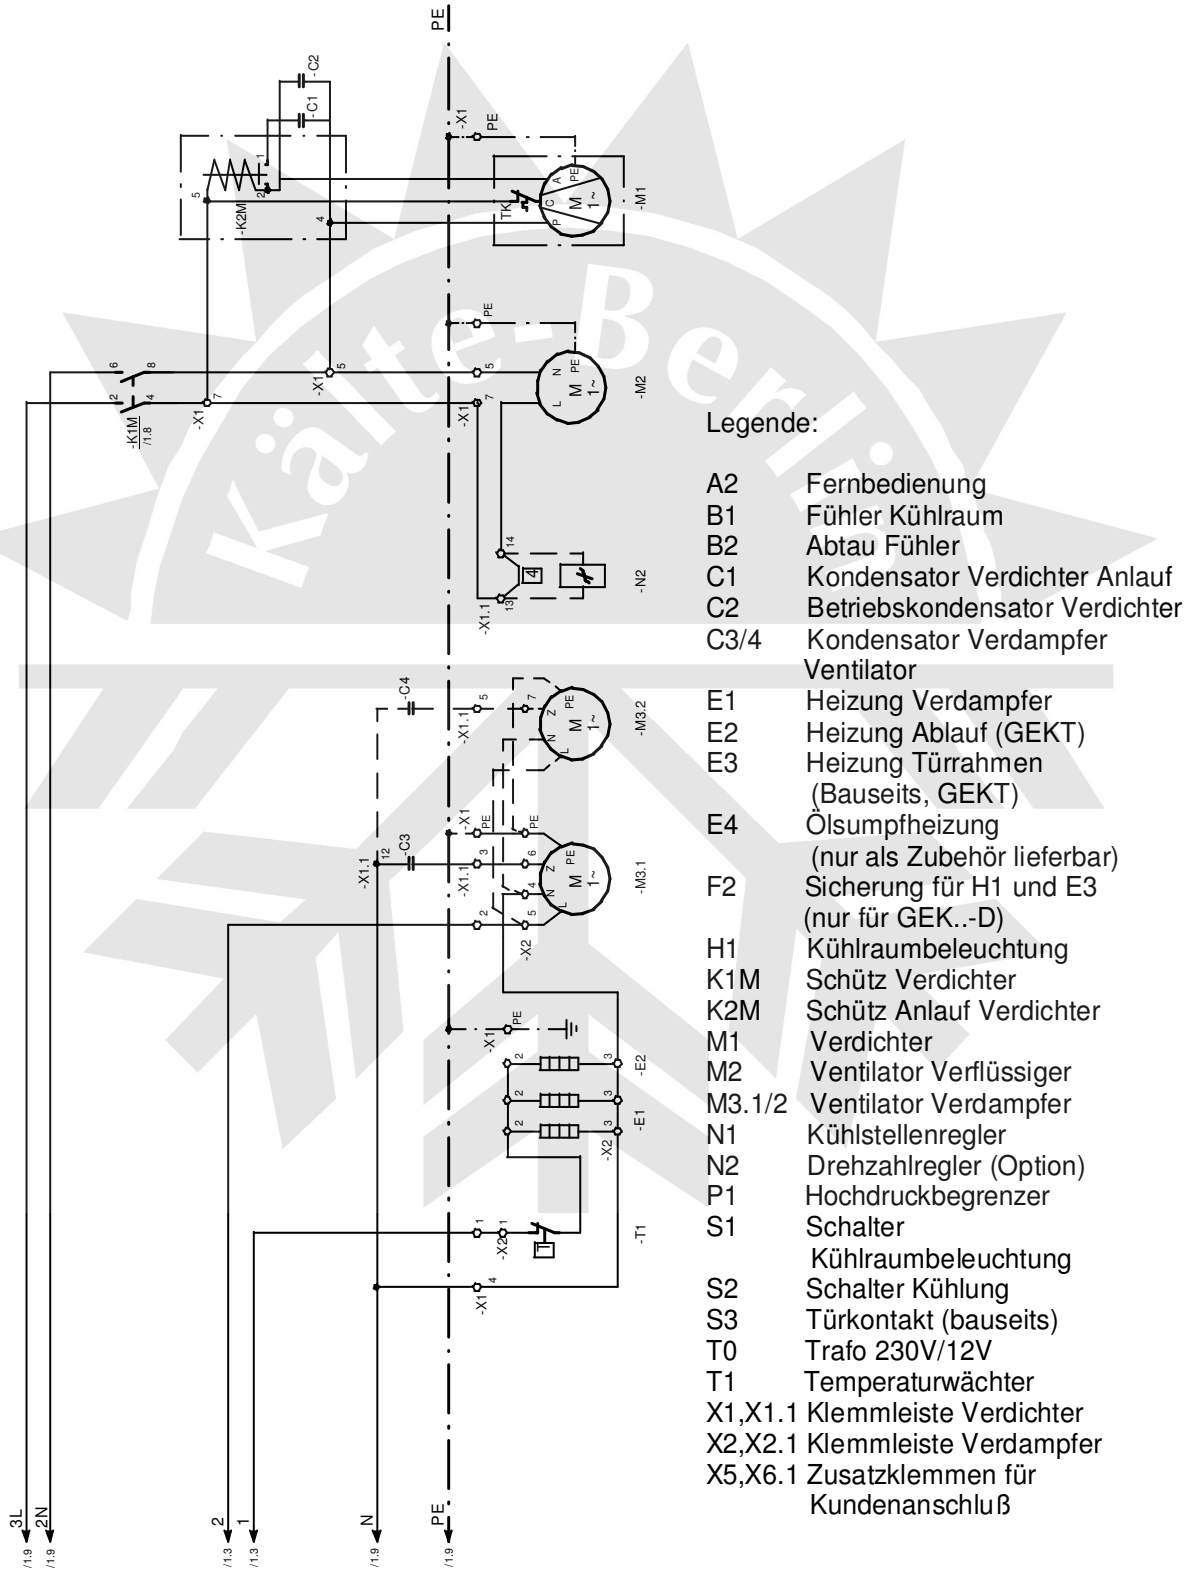 PE
-C2
-C1
-X1
PE
1
2
5
-K2M
4
TK
A
C
P
PE
M
1~
-M1
Kälte-Berlin
PE
6
8
2
4
-K1M
/1.8
-X1
7
-X1
5
5
-X1
7
N
L
PE
M
1~
-M2
14
4
13
-X1.1
-N2
-C4
5
-X1.1
7
Z
N
L
PE
M
1~
-M3.2
-X1
PE
PE
12
-X1.1
-C3
3
-X1.1
6
4
2
5
-X2
Z
N
L
PE
M
1~
-M3.1
-X1
PE
2
2
2
3
3
3
-E2
-E1
-X2
1
1
-X2
T
-T1
4
-X1
3L
/1.9
2N
/1.9
2
/1.3
1
/1.3
N
/1.9
PE
/1.9
Legende:
A2 Fernbedienung
B1 Fühler Kühlraum
B2 Abtau Fühler
C1 Kondensator Verdichter Anlauf
C2 Betriebskondensator Verdichter
C3/4 Kondensator Verdampfer
Ventilator
E1 Heizung Verdampfer
E2 Heizung Ablauf (GEKT)
E3 Heizung Türrahmen
(Bauseits, GEKT)
E4 Ölsumpfheizung
(nur als Zubehör lieferbar)
F2 Sicherung für H1 und E3
(nur für GEK..-D)
H1 Kühlraumbeleuchtung
K1M Schütz Verdichter
K2M Schütz Anlauf Verdichter
M1 Verdichter
M2 Ventilator Verflüssiger
M3.1/2 Ventilator Verdampfer
N1 Kühlstellenregler
N2 Drehzahlregler (Option)
P1 Hochdruckbegrenzer
S1 Schalter
Kühlraumbeleuchtung
S2 Schalter Kühlung
S3 Türkontakt (bauseits)
T0 Trafo 230V/12V
T1 Temperaturwächter
X1,X1.1 Klemmleiste Verdichter
X2,X2.1 Klemmleiste Verdampfer
X5,X6.1 Zusatzklemmen für
Kundenanschluß